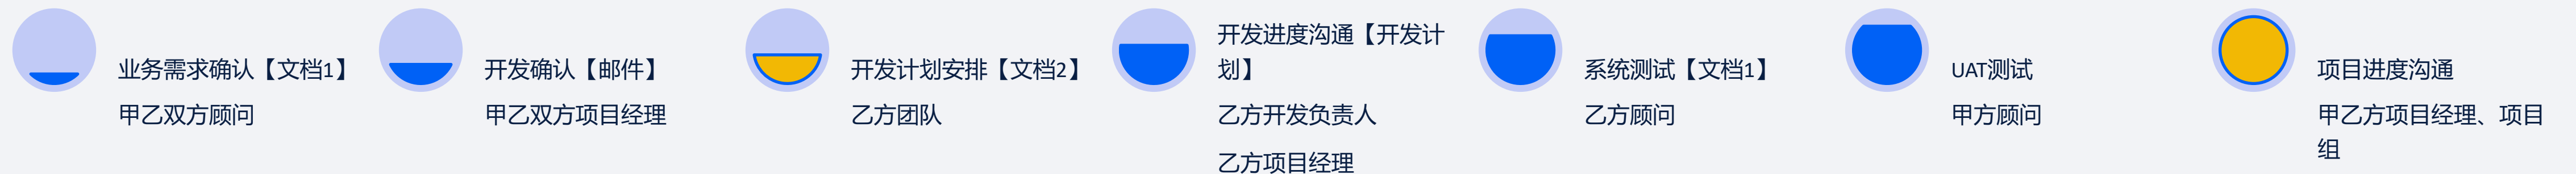 业务需求确认【文档1】
甲乙双方顾问
开发确认【邮件】
甲乙双方项目经理
开发计划安排【文档2】
乙方团队
开发进度沟通【开发计
划】
乙方开发负责人
乙方项目经理
系统测试【文档1】
乙方顾问
UAT测试
甲方顾问
项目进度沟通
甲乙方项目经理、项目
组